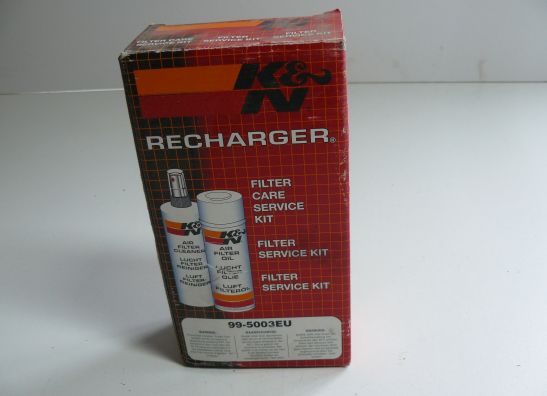 FILTER CARE
SERVICE KIT
FILTER
SERVICE KIT
FILTER
SERVICE KIT
K&N
RECHARGER®
FILTER
CARE
SERVICE
KIT
FILTER
SERVICE KIT
FILTER
SERVICE KIT
K&N
AIR
FILTER
CLEANER
LUCHT
FILTER
REINIGER
LUFT
FILTER
REINIGER
K&N
AIR
FILTER
OIL
LUCHT
FILTER
OLIE
LUFT
FILTERÖL
99-5003EU